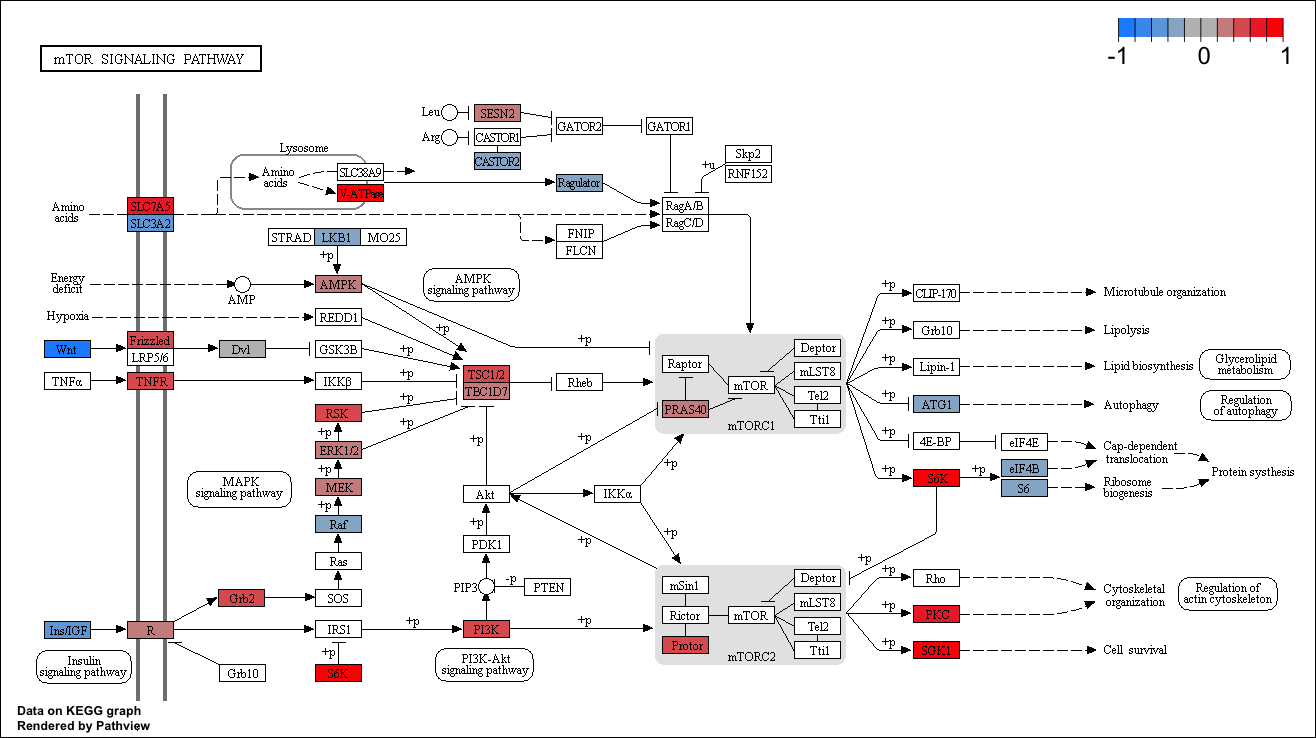 mTOR SIGNALING PATHWAY
-1 0 1
Leu
SESN2
GATOR2
GATOR1
Arg
CASTOR1
CASTOR2
Skp2
RNF152
+u
Lysosome
Amino
acids
SLC38A9
V-ATPase
Ragulator
RagA/B
RagC/D
Amino
acids
SLC7A5
SLC3A2
FNIP
FLCN
STRAD
LKB1
MO25
+p
Energy
deficit
AMP
AMPK
AMPK
signaling pathway
Hypoxia
REDD1
+p
Wnt
Frizzled
LRP5/6
Dvl
GSK3B
+p
TNFα
TNFR
IKKβ
+p
TSC1/2
TBC1D7
Rheb
RSK
+p
+p
ERK1/2
+p
+p
MEK
+p
Raf
Ras
MAPK
signaling pathway
Raptor
mTOR
Deptor
mLST8
Tel2
Tti1
PRAS40
mTORC1
+p
CLIP-170
Microtubule organization
+p
Grb10
Lipolysis
+p
Lipin-1
Lipid biosynthesis
Glycerolipid
metabolism
+p
ATG1
Autophagy
Regulation
of autophagy
+p
4E-BP
eIF4E
Cap-dependent
translocation
+p
S6K
+p
eIF4B
S6
Ribosome
biogenesis
Protein systhesis
+p
+p
+p
Akt
IKKα
+p
+p
+p
PDK1
PIP3
-p
PTEN
Grb2
SOS
Ins/IGF
R
IRS1
+p
PI3K
+p
+p
S6K
Grb10
Insulin
signaling pathway
PI3K-Akt
signaling pathway
mSin1
Rictor
Protor
mTOR
Deptor
mLST8
Tel2
Tti1
mTORC2
+p
+p
Rho
+p
PKC
Cytoskeletal
organization
Regulation of
actin cytoskeleton
+p
SGK1
Cell survival
Data on KEGG graph
Rendered by Pathview